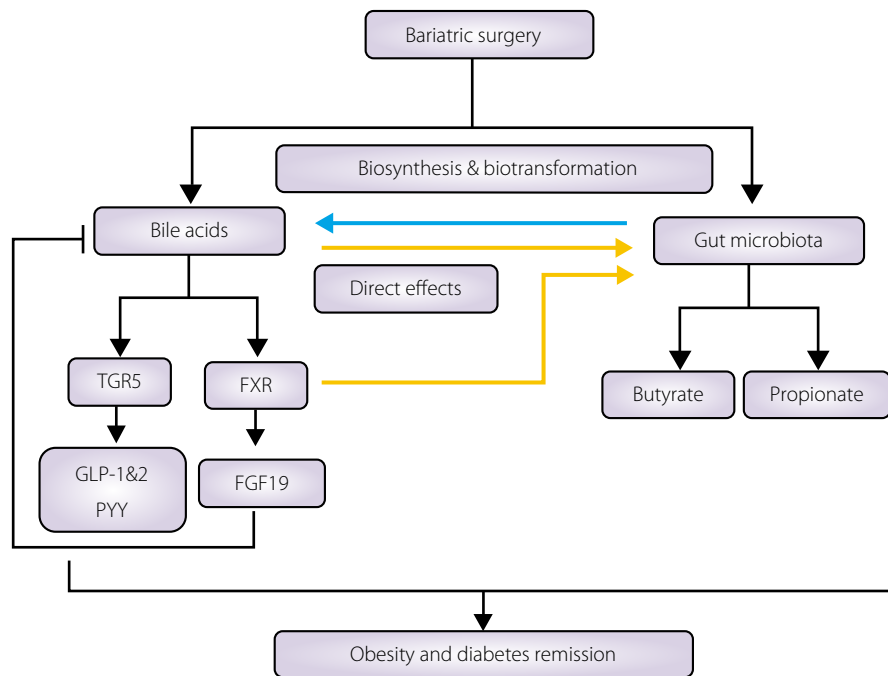 Bariatric surgery
Biosynthesis & biotransformation
Bile acids
Gut microbiota
Direct effects
TGR5
FXR
Butyrate
Propionate
GLP-1&2
PYY
FGF19
Obesity and diabetes remission